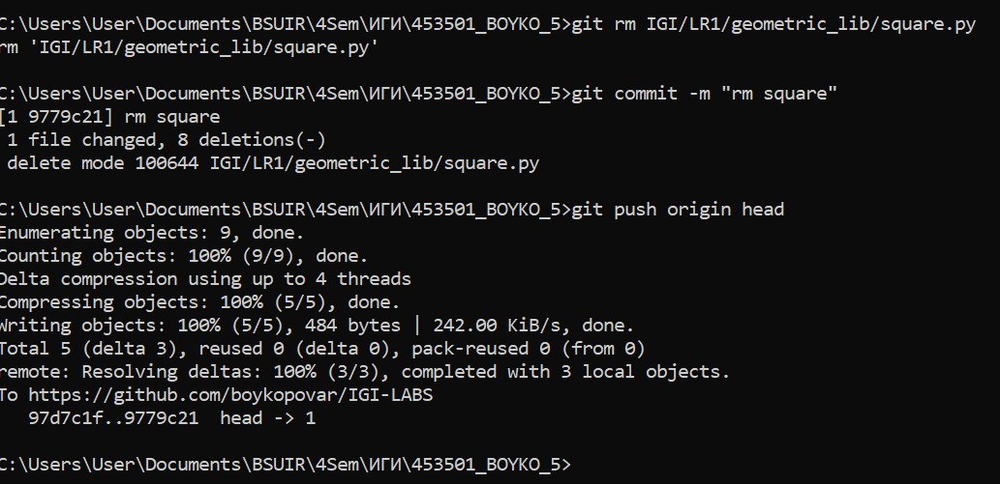 C:\Users\User\Documents\BSUIR\4Sem\ИГИ\453501_BOYKO_5>git rm IGI/LR1/geometric_lib/square.py
rm 'IGI/LR1/geometric_lib/square.py'
C:\Users\User\Documents\BSUIR\4Sem\ИГИ\453501_BOYKO_5>git commit -m "rm square"
[1 9779c21] rm square
1 file changed, 8 deletions(-)
delete mode 100644 IGI/LR1/geometric_lib/square.py
C:\Users\User\Documents\BSUIR\4Sem\ИГИ\453501_BOYKO_5>git push origin head
Enumerating objects: 9, done.
Counting objects: 100% (9/9), done.
Delta compression using up to 4 threads
Compressing objects: 100% (5/5), done.
Writing objects: 100% (5/5), 484 bytes | 242.00 KiB/s, done.
Total 5 (delta 3), reused 0 (delta 0), pack-reused 0 (from 0)
remote: Resolving deltas: 100% (3/3), completed with 3 local objects.
To https://github.com/boykopovar/IGI-LABS
97d7c1f..9779c21  head -> 1
C:\Users\User\Documents\BSUIR\4Sem\ИГИ\453501_BOYKO_5>